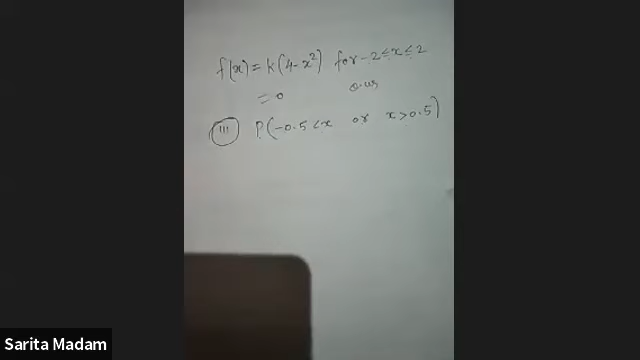 f(x) = k(4-x²) for -2≤x≤2
= 0 o.w
III P(-0.5<x or x>0.5)
Sarita Madam